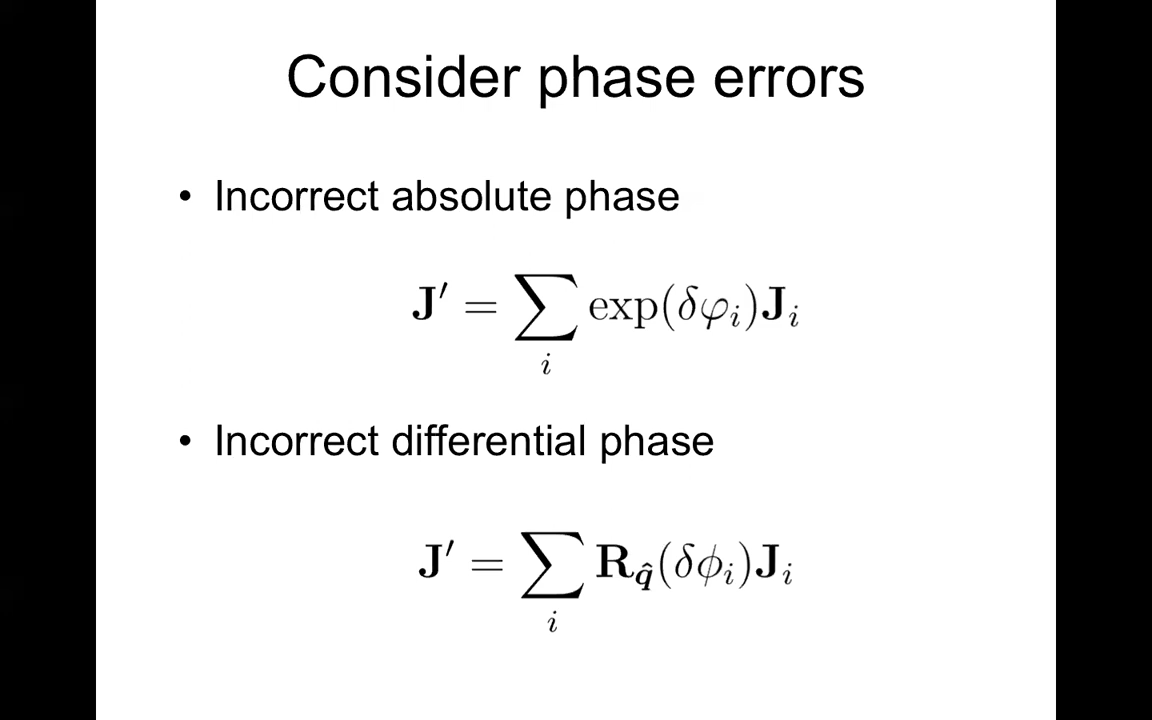 Consider phase errors
• Incorrect absolute phase
𝐉′ = ∑ᵢ exp(δφᵢ)𝐉ᵢ
• Incorrect differential phase
𝐉′ = ∑ᵢ 𝐑_q̂(δϕᵢ)𝐉ᵢ